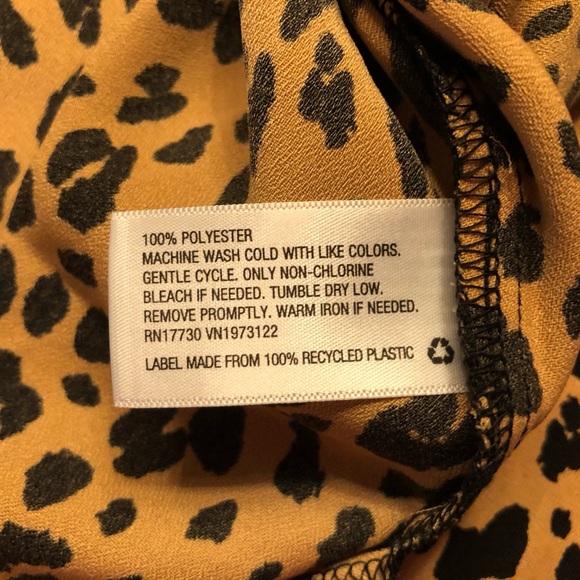 100% POLYESTER
MACHINE WASH COLD WITH LIKE COLORS.
GENTLE CYCLE. ONLY NON-CHLORINE
BLEACH IF NEEDED. TUMBLE DRY LOW.
REMOVE PROMPTLY. WARM IRON IF NEEDED.
RN17730 VN1973122
LABEL MADE FROM 100% RECYCLED PLASTIC